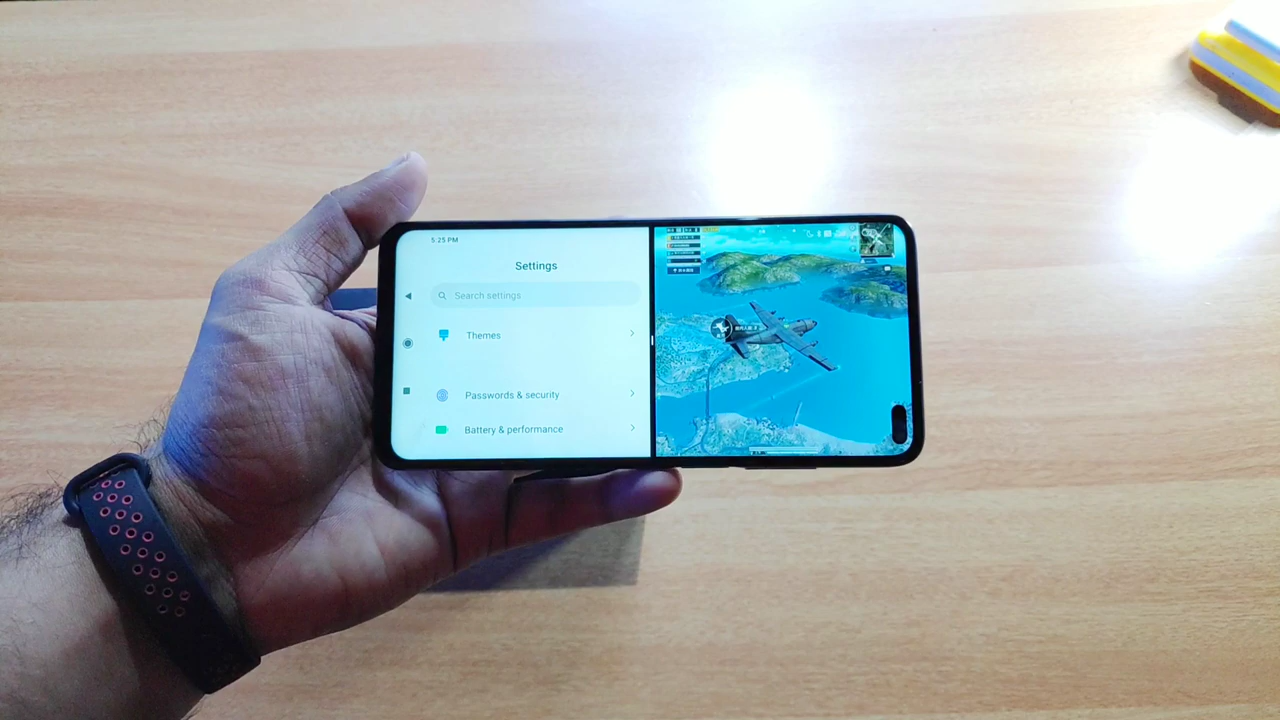 5:25 PM
Settings
Search settings
Themes
Passwords & security
Battery & performance